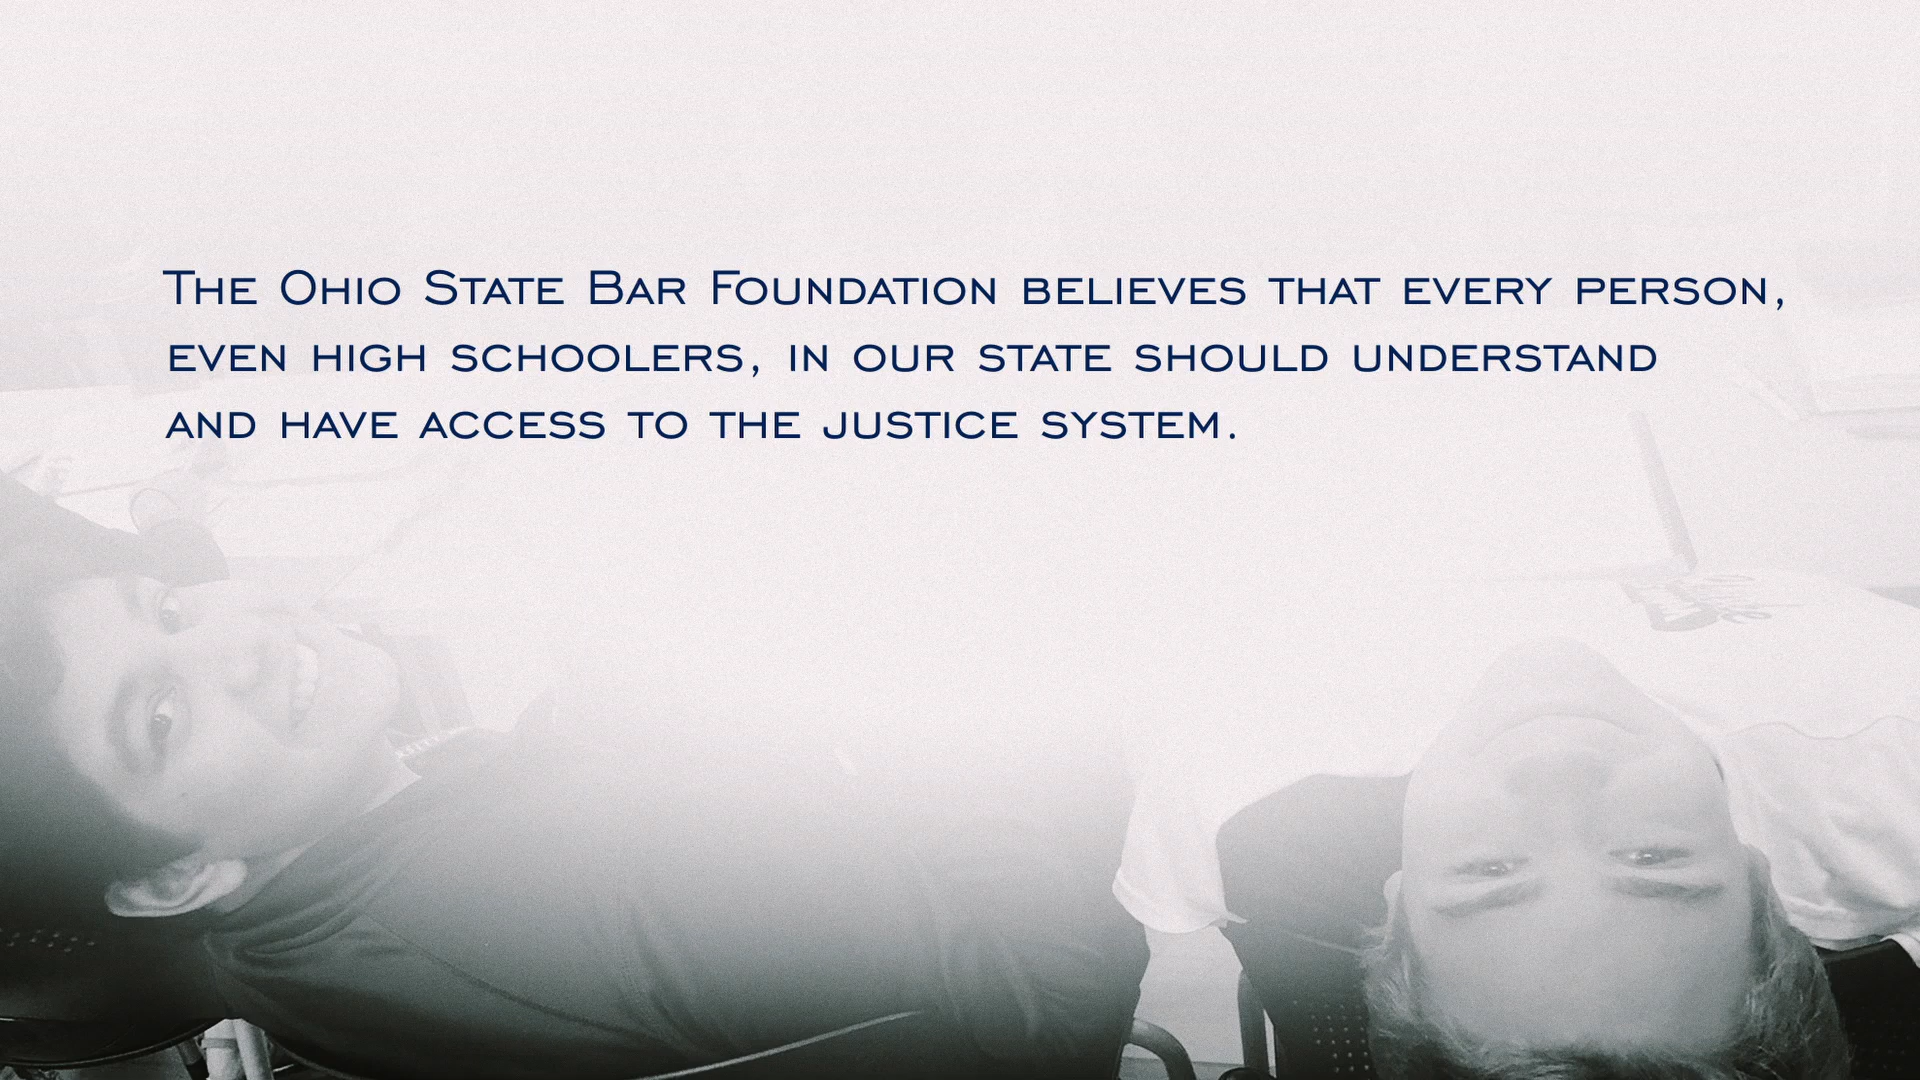 The Ohio State Bar Foundation believes that every person,
even high schoolers, in our state should understand
and have access to the justice system.